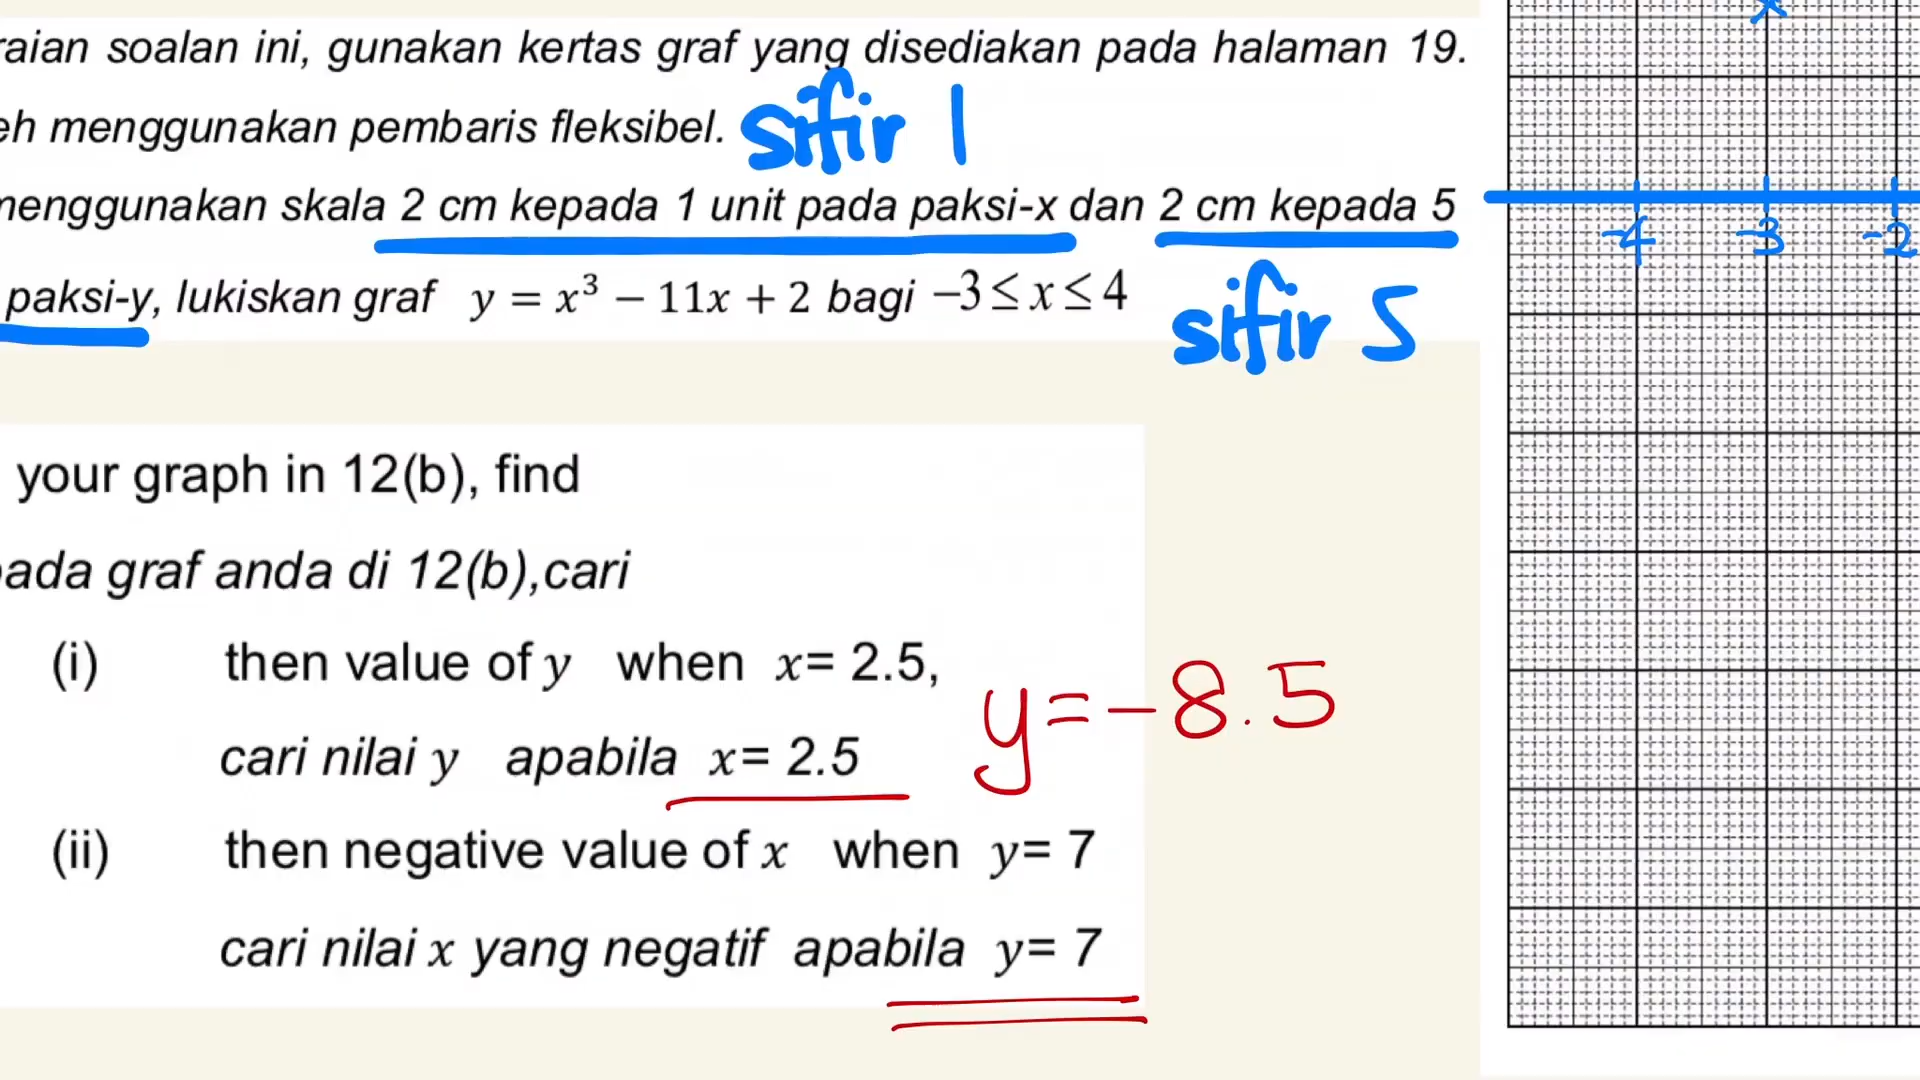 raian soalan ini, gunakan kertas graf yang disediakan pada halaman 19.
eh menggunakan pembaris fleksibel. sifir 1
menggunakan skala 2 cm kepada 1 unit pada paksi-x dan 2 cm kepada 5
paksi-y, lukiskan graf y = x³ − 11x + 2 bagi −3 ≤ x ≤ 4
sifir 5
your graph in 12(b), find
pada graf anda di 12(b),cari
(i) then value of y when x= 2.5,
cari nilai y apabila x= 2.5
y=-8.5
(ii) then negative value of x when y= 7
cari nilai x yang negatif apabila y= 7
x
-4 -3 -2